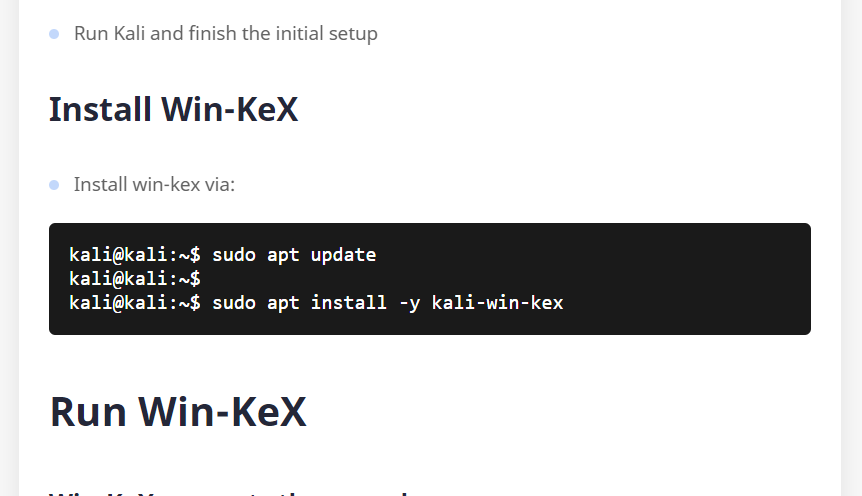 Run Kali and finish the initial setup
Install Win-KeX
Install win-kex via:
kali@kali:~$ sudo apt update
kali@kali:~$
kali@kali:~$ sudo apt install -y kali-win-kex
Run Win-KeX